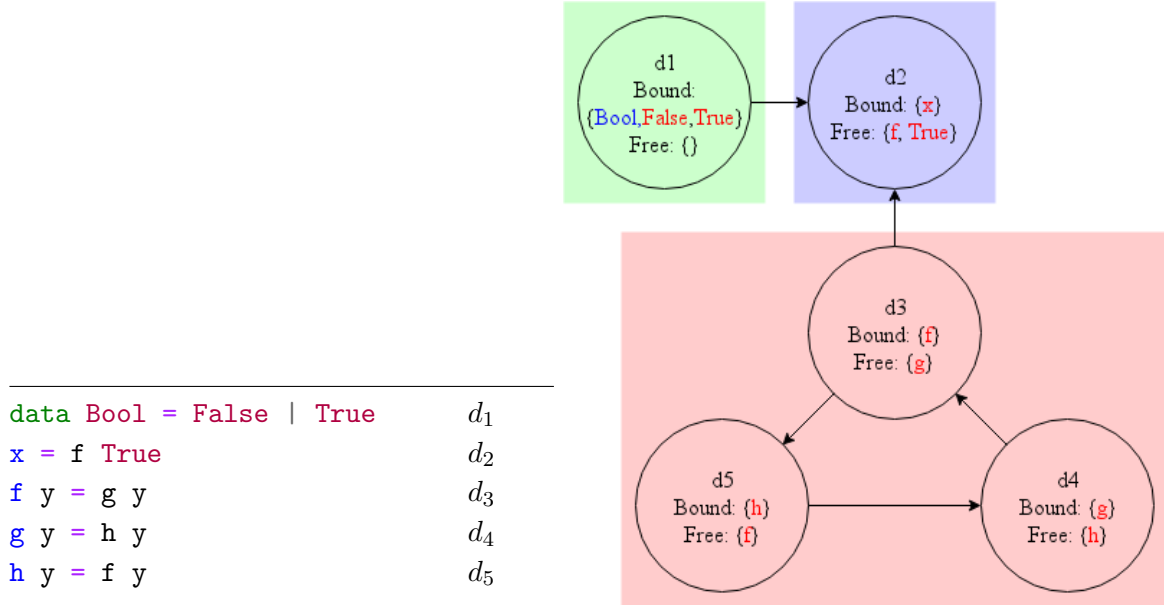 data Bool = False | True d1
x = f True d2
f y = g y d3
g y = h y d4
h y = f y d5
d1
Bound:
{Bool,False,True}
Free: {}
d2
Bound: {x}
Free: {f, True}
d3
Bound: {f}
Free: {g}
d5
Bound: {h}
Free: {f}
d4
Bound: {g}
Free: {h}